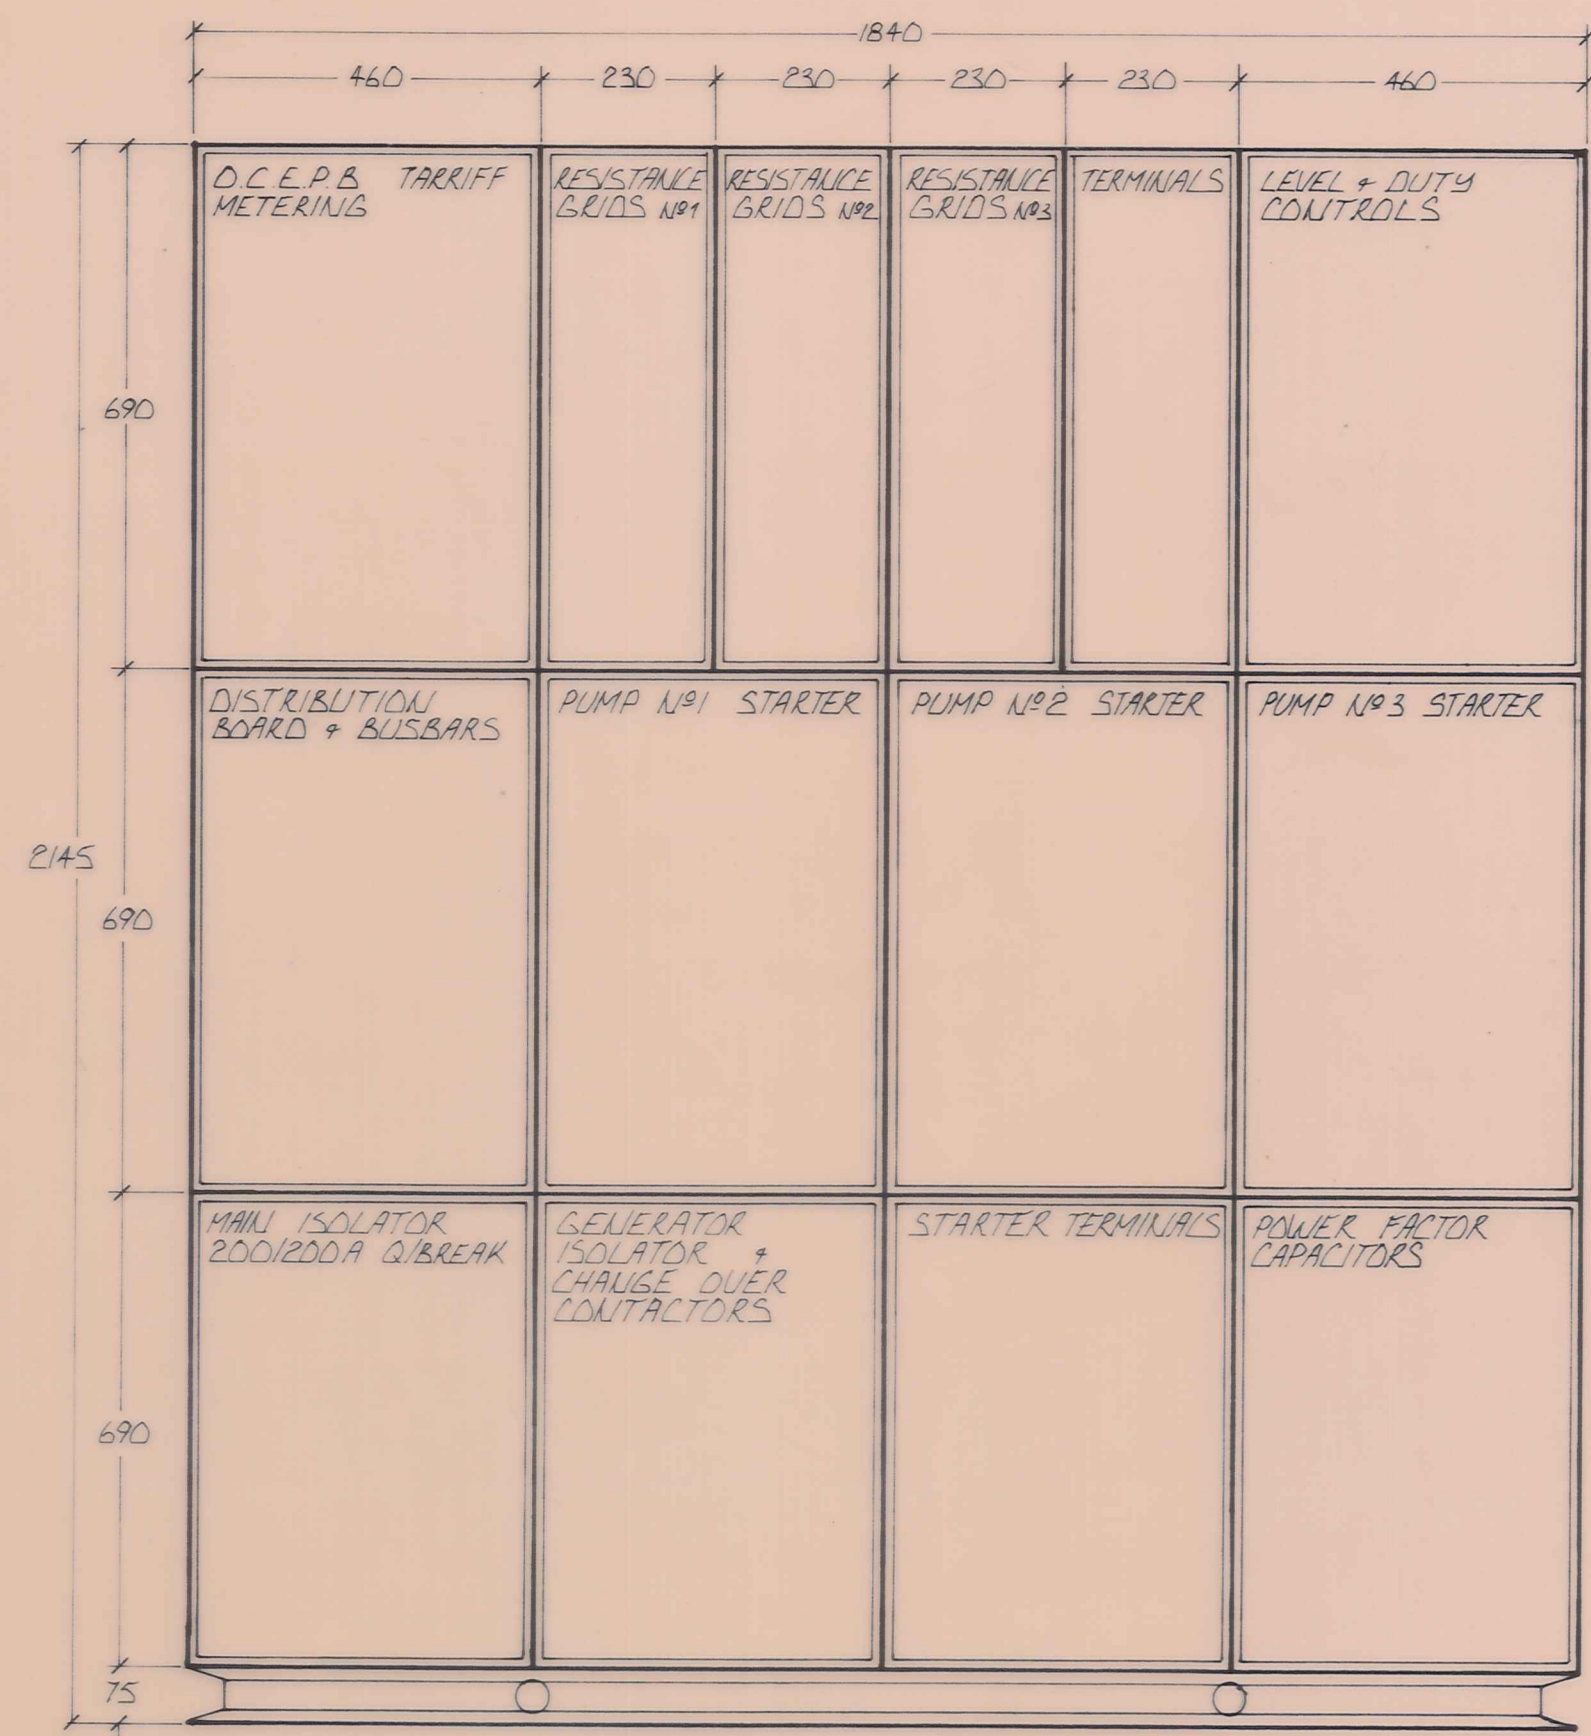 1840
460 230 230 230 230 460
O.C.E.P.B TARRIFF
METERING
RESISTANCE
GRIDS Nº1
RESISTANCE
GRIDS Nº2
RESISTANCE
GRIDS Nº3
TERMINALS
LEVEL & DUTY
CONTROLS
690
DISTRIBUTION
BOARD & BUSBARS
PUMP Nº1 STARTER
PUMP Nº2 STARTER
PUMP Nº3 STARTER
2145
690
MAIN ISOLATOR
200/200A Q/BREAK
GENERATOR
ISOLATOR &
CHANGE OVER
CONTACTORS
STARTER TERMINALS
POWER FACTOR
CAPACITORS
690
75